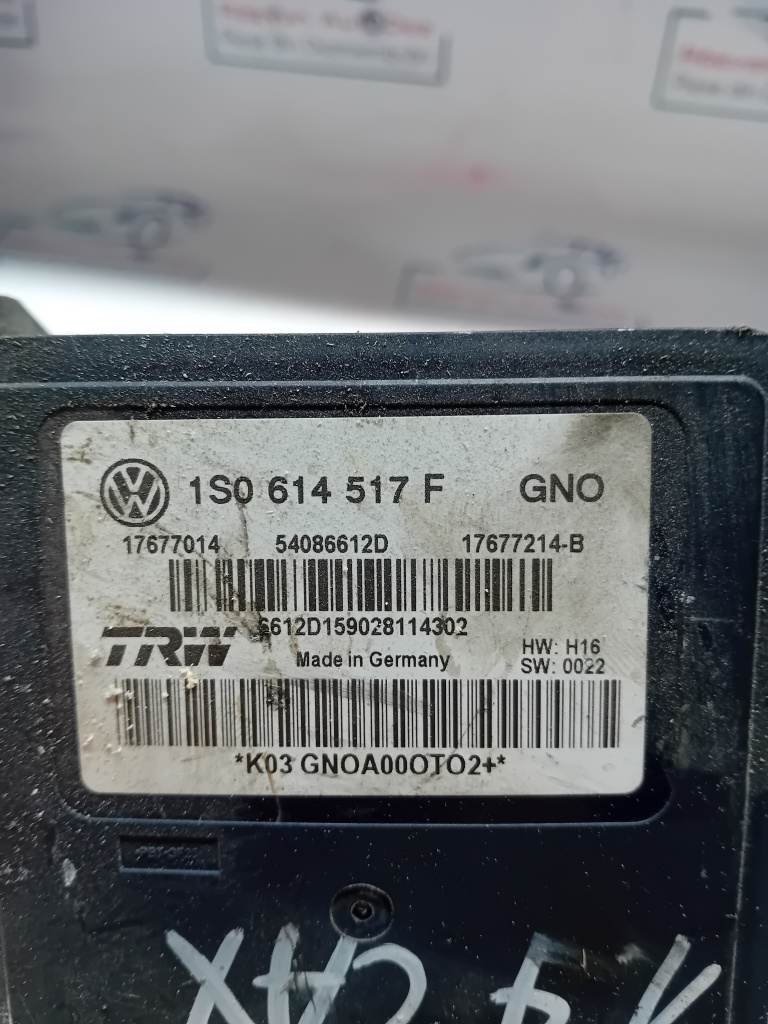 1S0 614 517 F GNO
17677014 54086612D 17677214-B
6612D159028114302
TRW Made in Germany HW: H16
SW: 0022
*K03 GNOA00OTO2+*